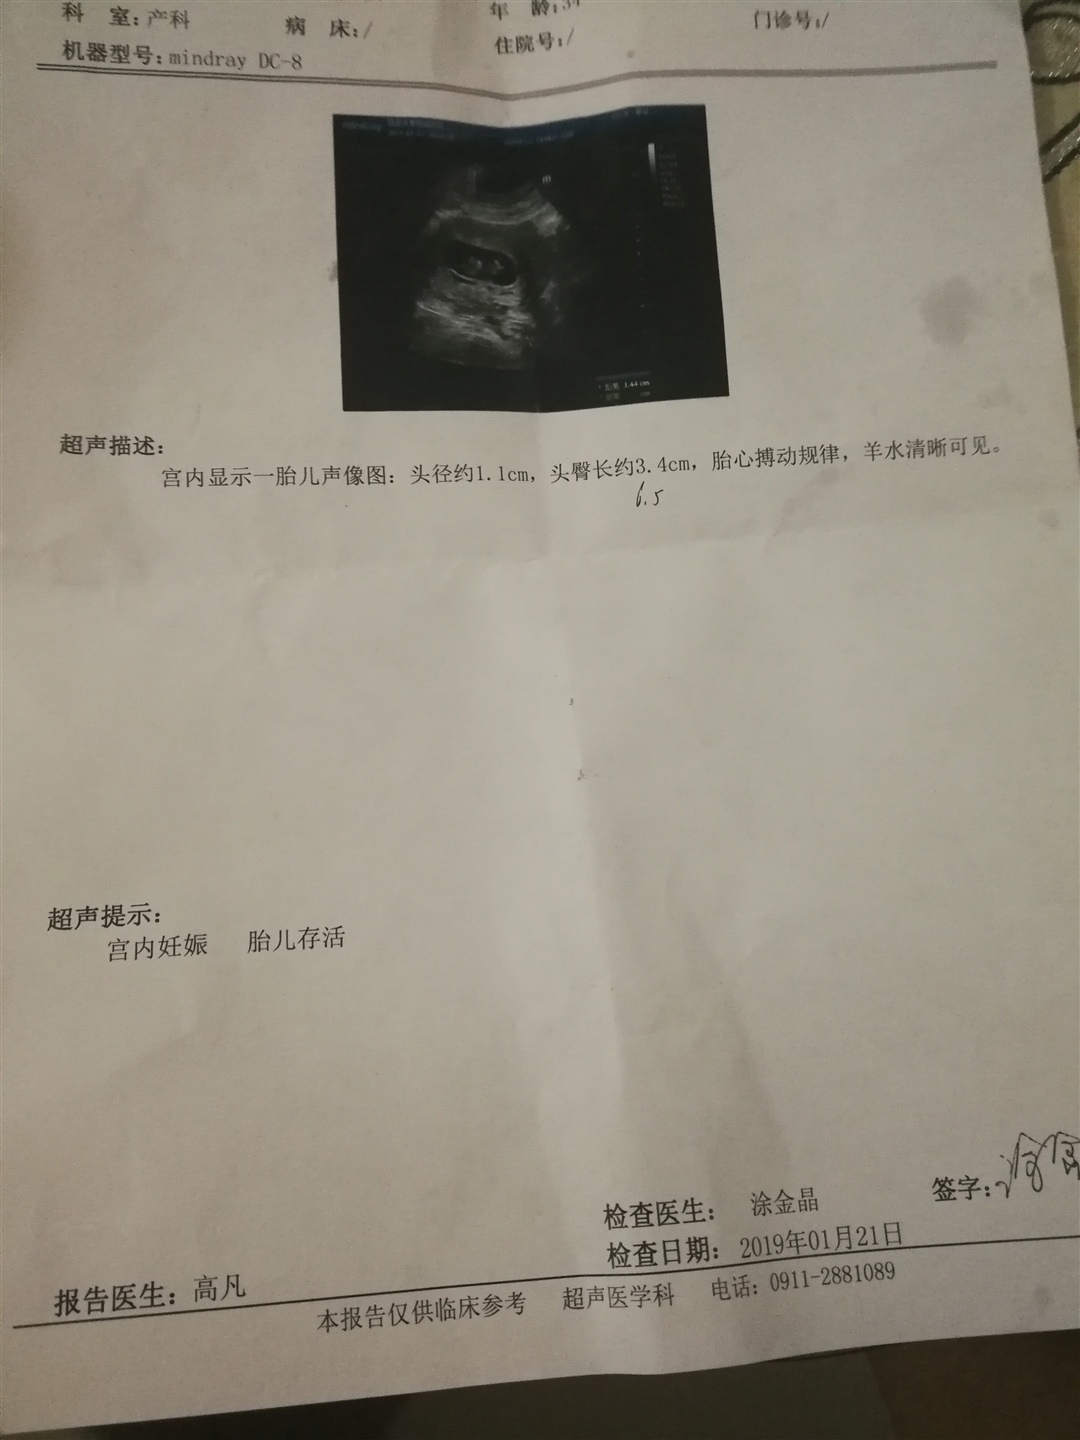 科 室：产科 病 床：/ 年 龄：34 门诊号：/
机器型号：mindray DC-8 住院号：/
1.44 cm
超声描述：
宫内显示一胎儿声像图：头径约1.1cm，头臀长约3.4cm，胎心搏动规律，羊水清晰可见。
6.5
超声提示：
宫内妊娠 胎儿存活
检查医生： 涂金晶 签字：
检查日期： 2019年01月21日
报告医生：高凡
本报告仅供临床参考 超声医学科 电话：0911-2881089